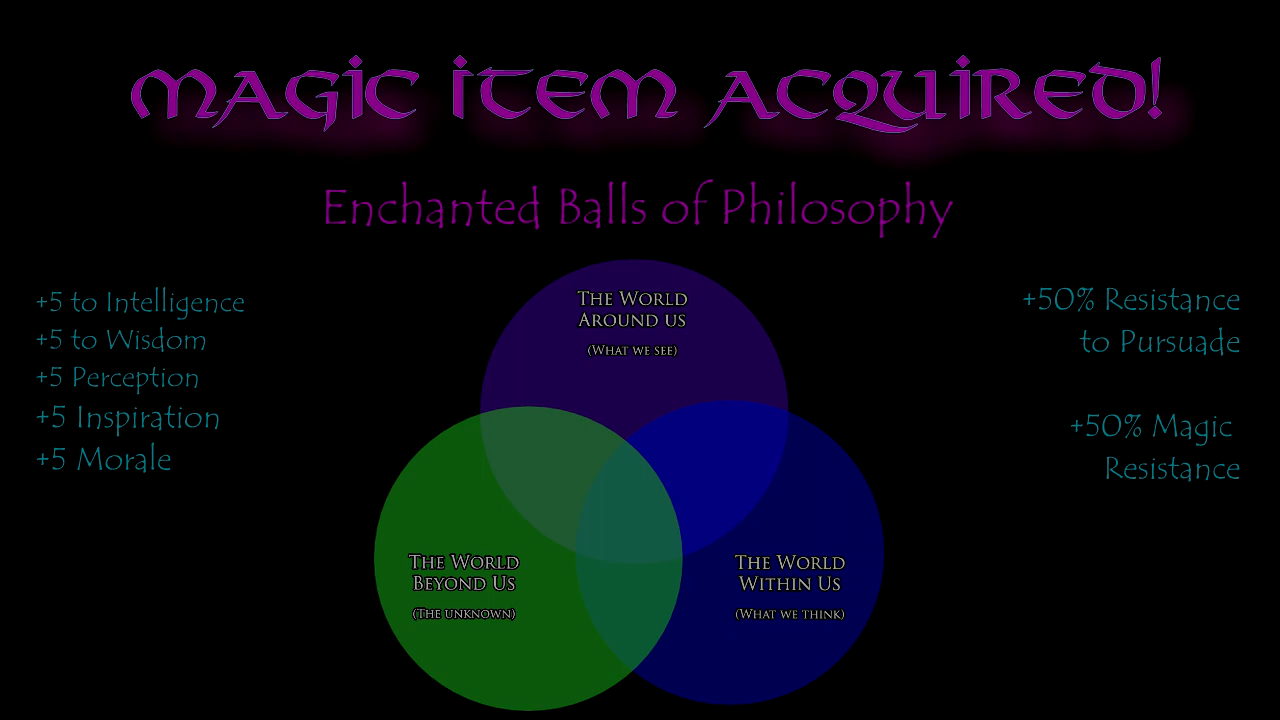 MAGIC ITEM ACQUIRED!
Enchanted Balls of Philosophy
+5 to Intelligence
+5 to Wisdom
+5 Perception
+5 Inspiration
+5 Morale
The World
Around us
(What we see)
+50% Resistance
to Pursuade
+50% Magic
Resistance
The World
Beyond Us
(The unknown)
The World
Within Us
(What we think)